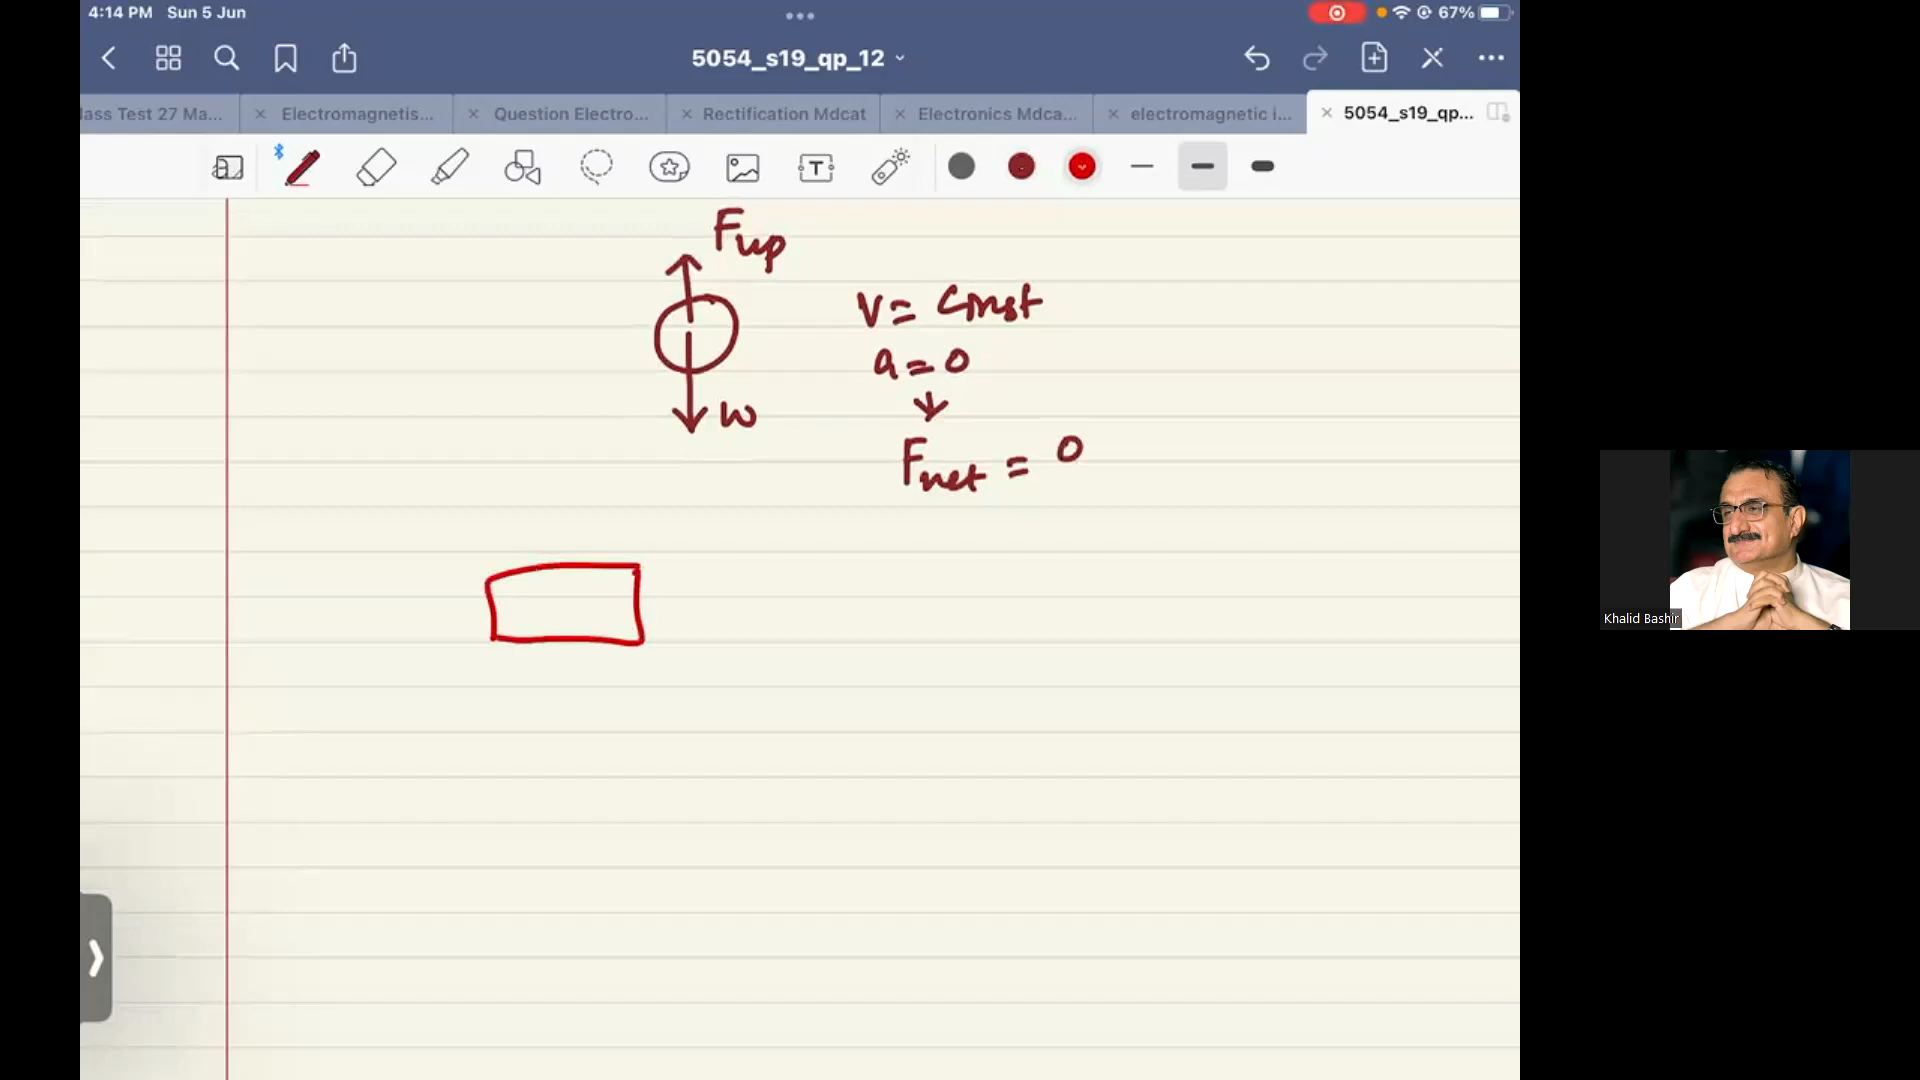 4:14 PM Sun 5 Jun
67%
5054_s19_qp_12
lass Test 27 Ma...
Electromagnetis...
Question Electro...
Rectification Mdcat
Electronics Mdca...
electromagnetic i...
5054_s19_qp...
T
Fup
V = Const
a = 0
W
Fnet = 0
Khalid Bashir